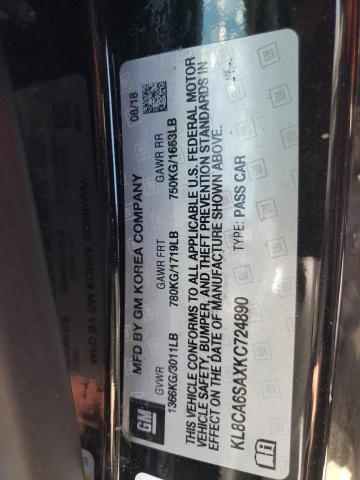 GM
MFD BY GM KOREA COMPANY 08/18
GVWR GAWR FRT GAWR RR
1366KG/3011LB 780KG/1719LB 750KG/1653LB
THIS VEHICLE CONFORMS TO ALL APPLICABLE U.S. FEDERAL MOTOR
VEHICLE SAFETY, BUMPER, AND THEFT PREVENTION STANDARDS IN
EFFECT ON THE DATE OF MANUFACTURE SHOWN ABOVE.
KL8CA6SAXKC724890 TYPE: PASS CAR